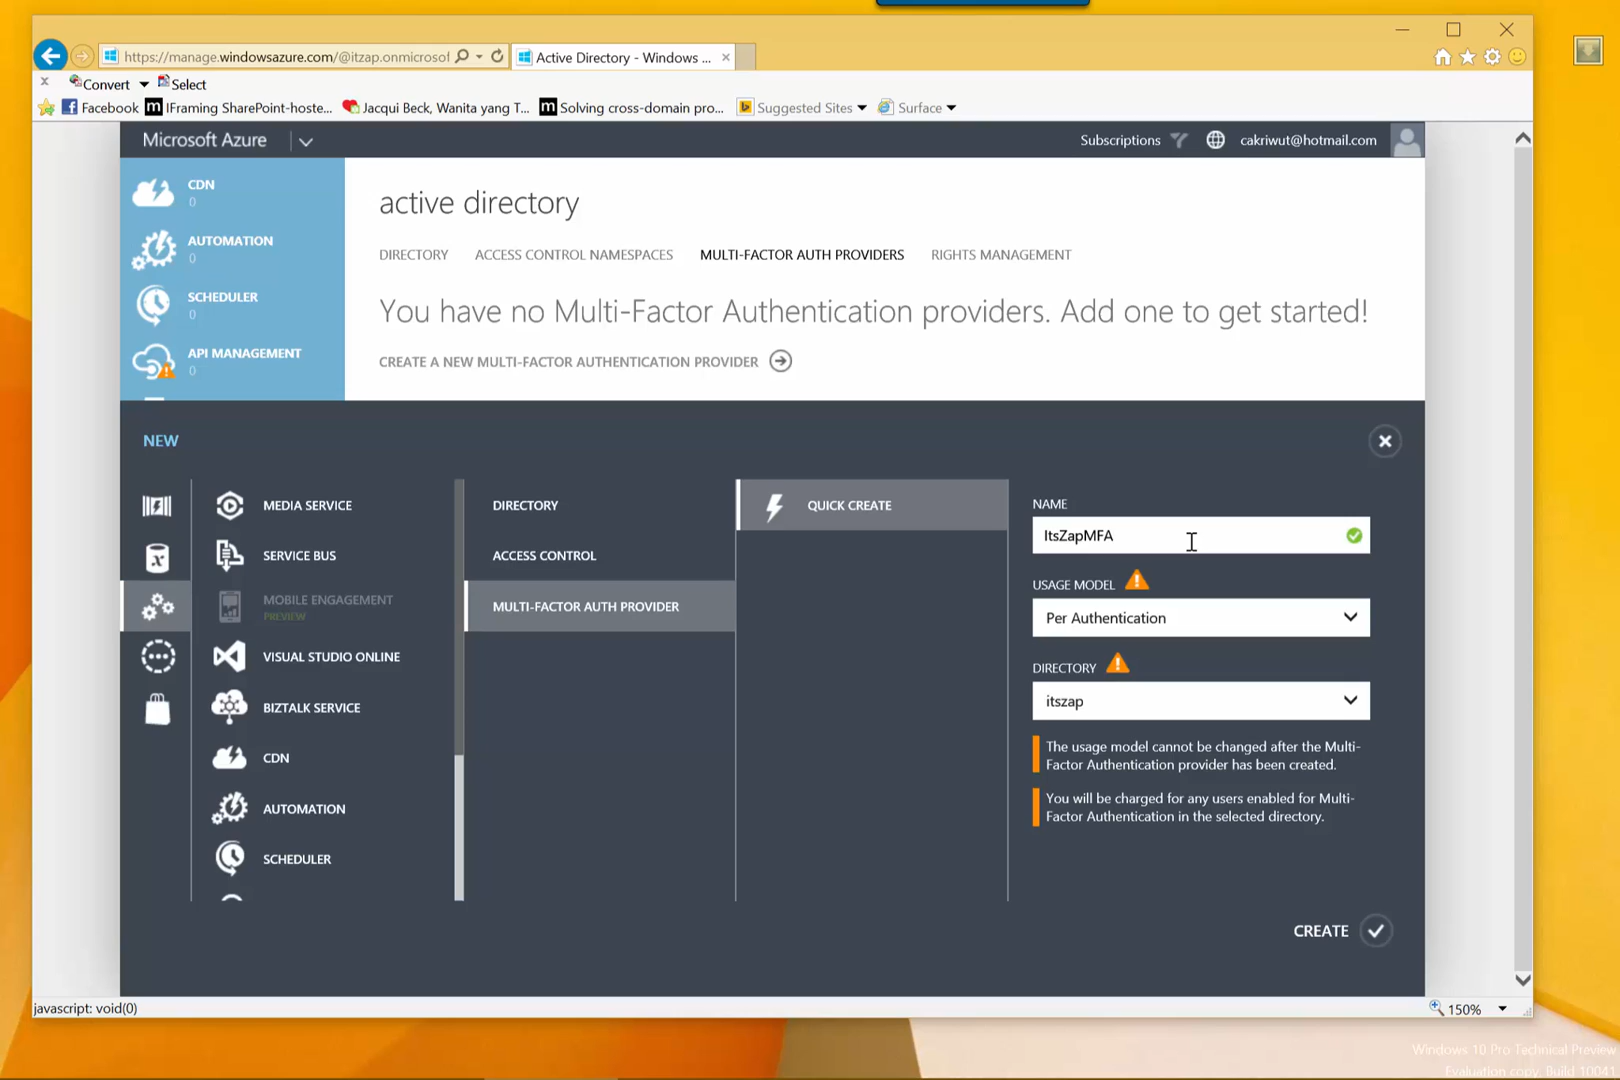 https://manage.windowsazure.com/@itzap.onmicrosof
Active Directory - Windows ...
Convert
Select
Facebook
IFraming SharePoint-hoste...
Jacqui Beck, Wanita yang T...
Solving cross-domain pro...
Suggested Sites
Surface
Microsoft Azure
Subscriptions
cakriwut@hotmail.com
CDN
0
AUTOMATION
0
SCHEDULER
0
API MANAGEMENT
0
active directory
DIRECTORY
ACCESS CONTROL NAMESPACES
MULTI-FACTOR AUTH PROVIDERS
RIGHTS MANAGEMENT
You have no Multi-Factor Authentication providers. Add one to get started!
CREATE A NEW MULTI-FACTOR AUTHENTICATION PROVIDER
NEW
MEDIA SERVICE
SERVICE BUS
MOBILE ENGAGEMENT
PREVIEW
VISUAL STUDIO ONLINE
BIZTALK SERVICE
CDN
AUTOMATION
SCHEDULER
DIRECTORY
ACCESS CONTROL
MULTI-FACTOR AUTH PROVIDER
QUICK CREATE
NAME
ItsZapMFA
USAGE MODEL
Per Authentication
DIRECTORY
itszap
The usage model cannot be changed after the Multi-
Factor Authentication provider has been created.
You will be charged for any users enabled for Multi-
Factor Authentication in the selected directory.
CREATE
javascript: void(0)
150%
Windows 10 Pro Technical Preview
Evaluation copy. Build 10041